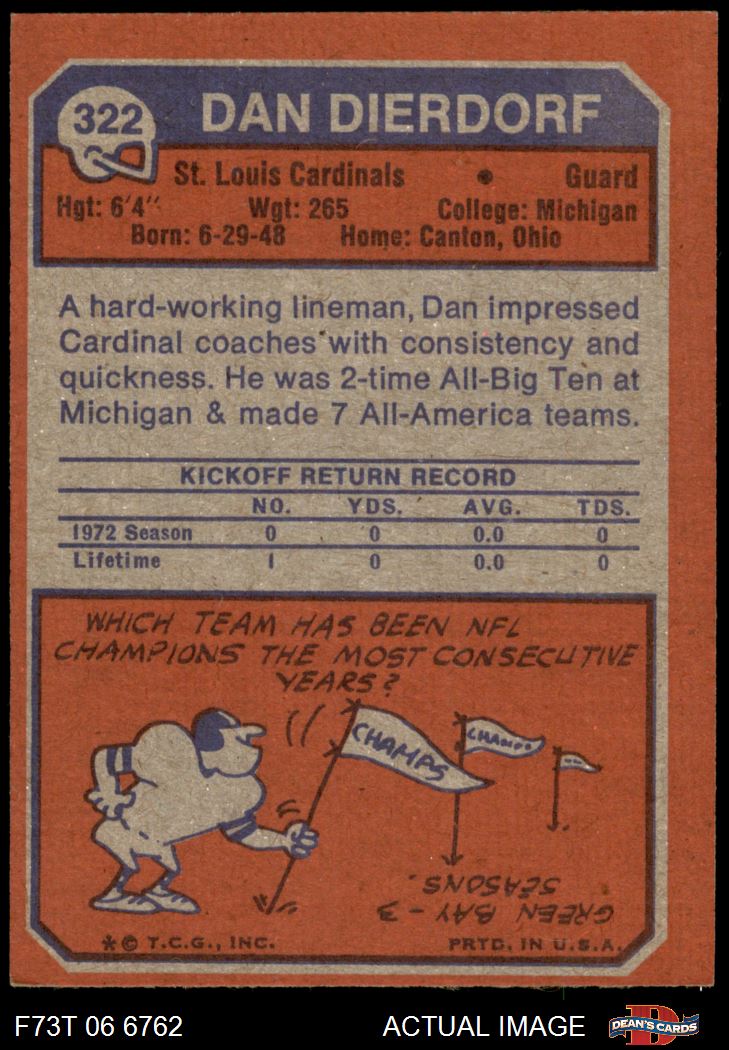 322 DAN DIERDORF
St. Louis Cardinals • Guard
Hgt: 6'4" Wgt: 265 College: Michigan
Born: 6-29-48 Home: Canton, Ohio
A hard-working lineman, Dan impressed
Cardinal coaches with consistency and
quickness. He was 2-time All-Big Ten at
Michigan & made 7 All-America teams.
KICKOFF RETURN RECORD
NO. YDS. AVG. TDS.
1972 Season 0 0 0.0 0
Lifetime 1 0 0.0 0
WHICH TEAM HAS BEEN NFL
CHAMPIONS THE MOST CONSECUTIVE
YEARS?
CHAMPS
CHAMPS
GREEN BAY - 3
SEASONS.
* © T.C.G., INC. PRTD. IN U.S.A.
F73T 06 6762 ACTUAL IMAGE D DEAN'S CARDS